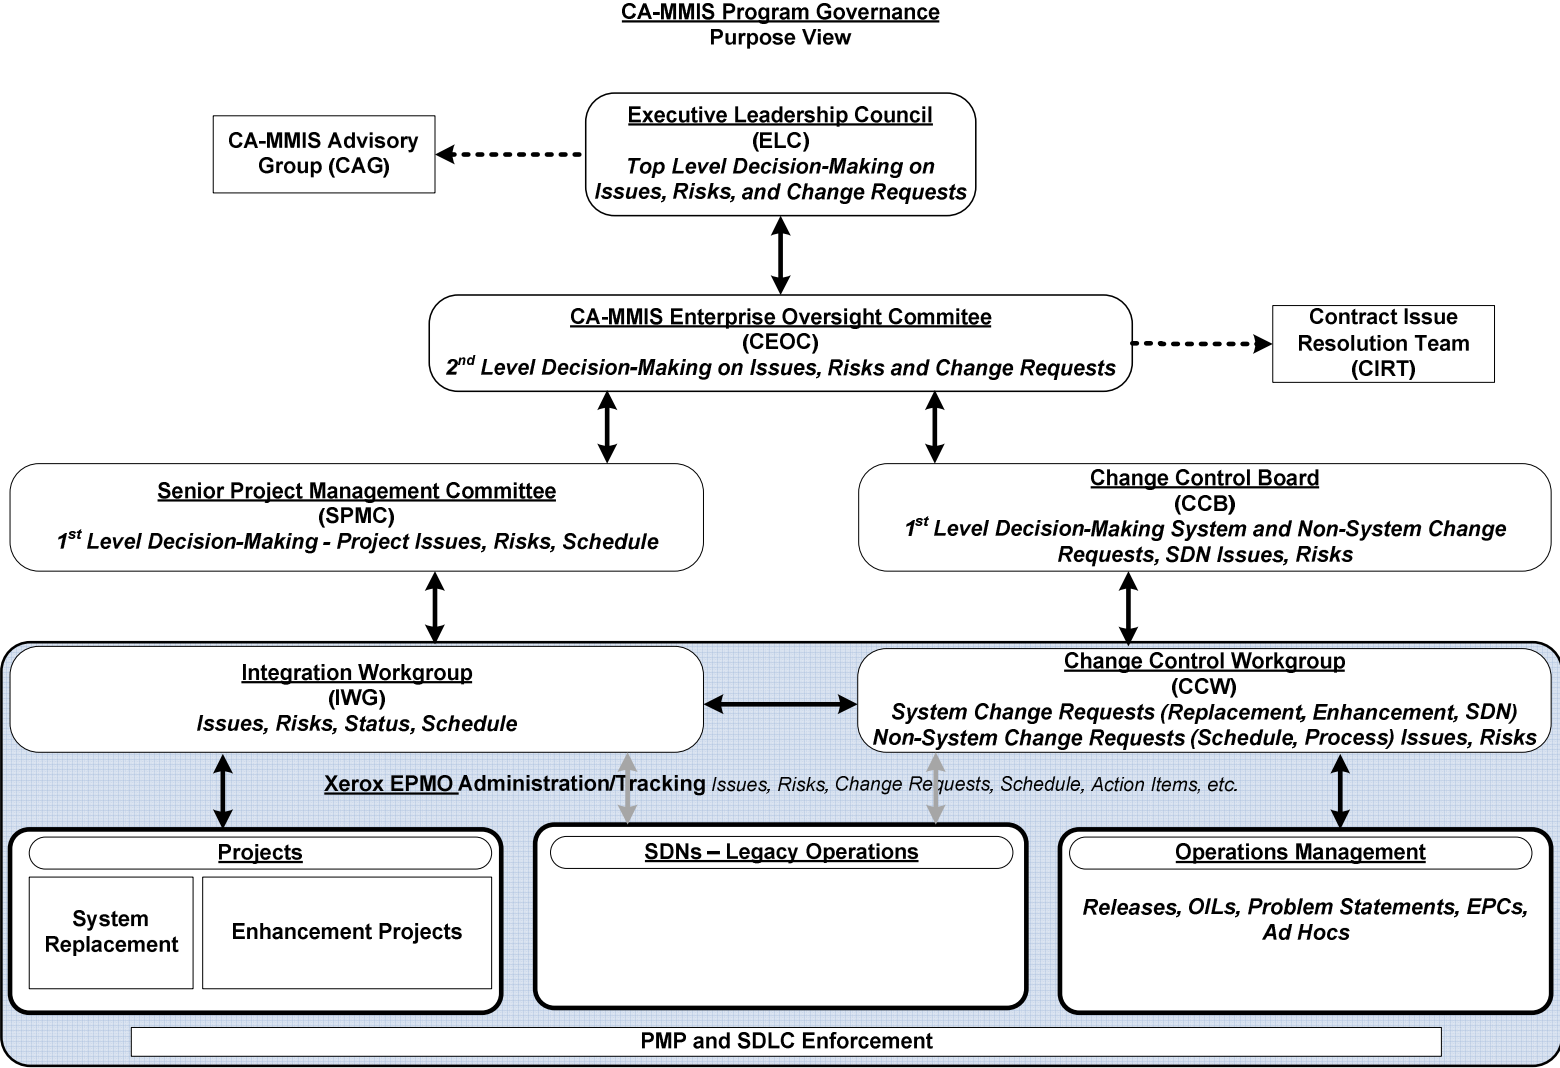 CA-MMIS Program Governance
Purpose View
Executive Leadership Council
(ELC)
Top Level Decision-Making on
Issues, Risks, and Change Requests
CA-MMIS Advisory
Group (CAG)
CA-MMIS Enterprise Oversight Commitee
(CEOC)
2nd Level Decision-Making on Issues, Risks and Change Requests
Contract Issue
Resolution Team
(CIRT)
Senior Project Management Committee
(SPMC)
1st Level Decision-Making - Project Issues, Risks, Schedule
Change Control Board
(CCB)
1st Level Decision-Making System and Non-System Change
Requests, SDN Issues, Risks
Integration Workgroup
(IWG)
Issues, Risks, Status, Schedule
Change Control Workgroup
(CCW)
System Change Requests (Replacement, Enhancement, SDN)
Non-System Change Requests (Schedule, Process) Issues, Risks
Xerox EPMO Administration/Tracking Issues, Risks, Change Requests, Schedule, Action Items, etc.
Projects
System
Replacement
Enhancement Projects
SDNs – Legacy Operations
Operations Management
Releases, OILs, Problem Statements, EPCs,
Ad Hocs
PMP and SDLC Enforcement